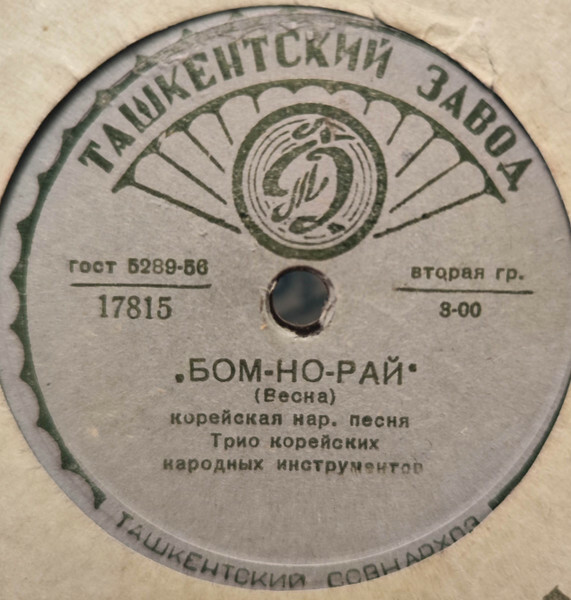 ТАШКЕНТСКИЙ ЗАВОД
ГОСТ 5289-56
17815
вторая гр.
8-00
„БОМ-НО-РАЙ“
(Весна)
корейская нар. песня
Трио корейских
народных инструментов
ТАШКЕНТСКИЙ СОВНАРХОЗ